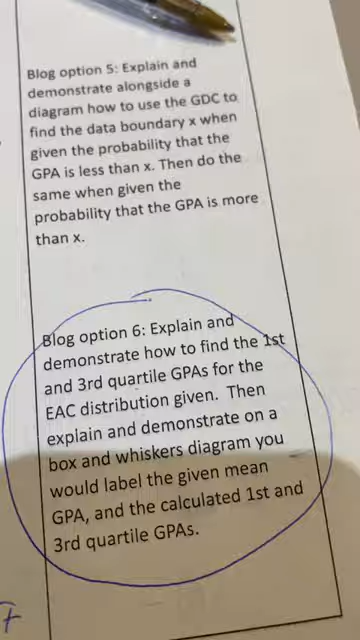 Blog option 5: Explain and
demonstrate alongside a
diagram how to use the GDC to
find the data boundary x when
given the probability that the
GPA is less than x. Then do the
same when given the
probability that the GPA is more
than x.
Blog option 6: Explain and
demonstrate how to find the 1st
and 3rd quartile GPAs for the
EAC distribution given. Then
explain and demonstrate on a
box and whiskers diagram you
would label the given mean
GPA, and the calculated 1st and
3rd quartile GPAs.